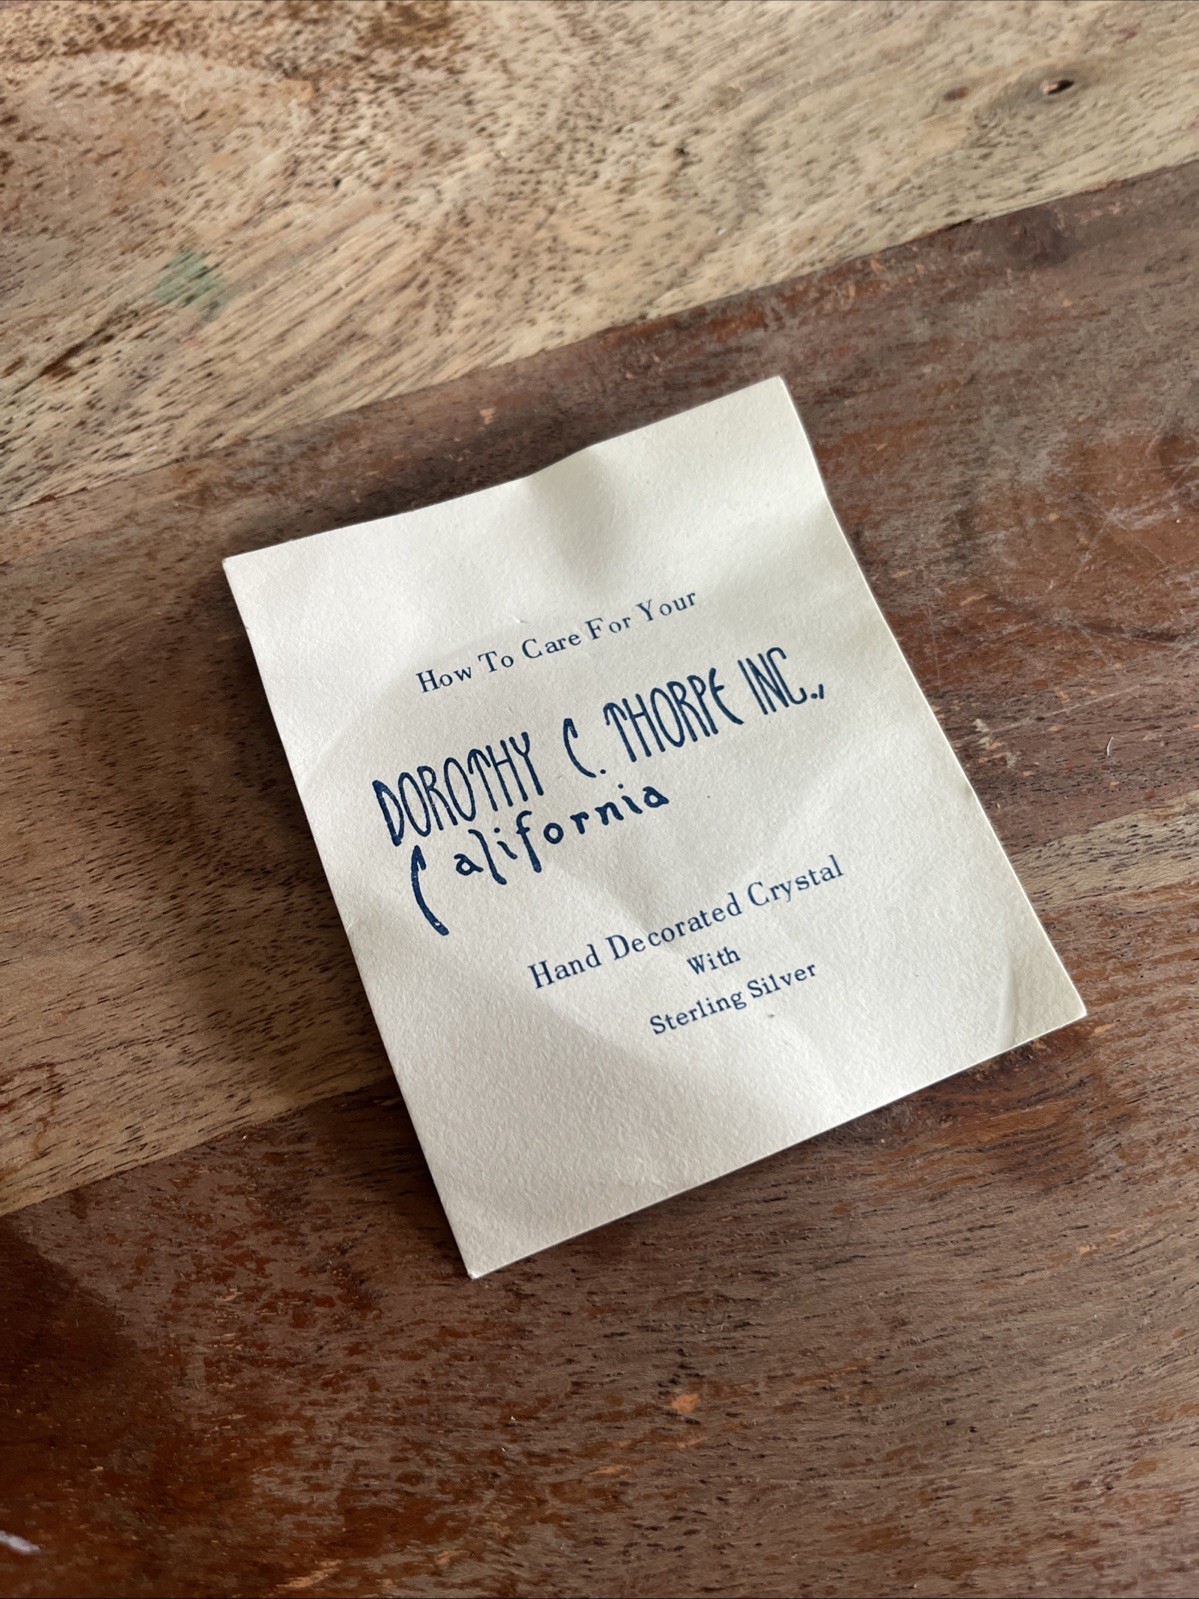 How To Care For Your
DOROTHY C. THORPE INC.,
California
Hand Decorated Crystal
With
Sterling Silver